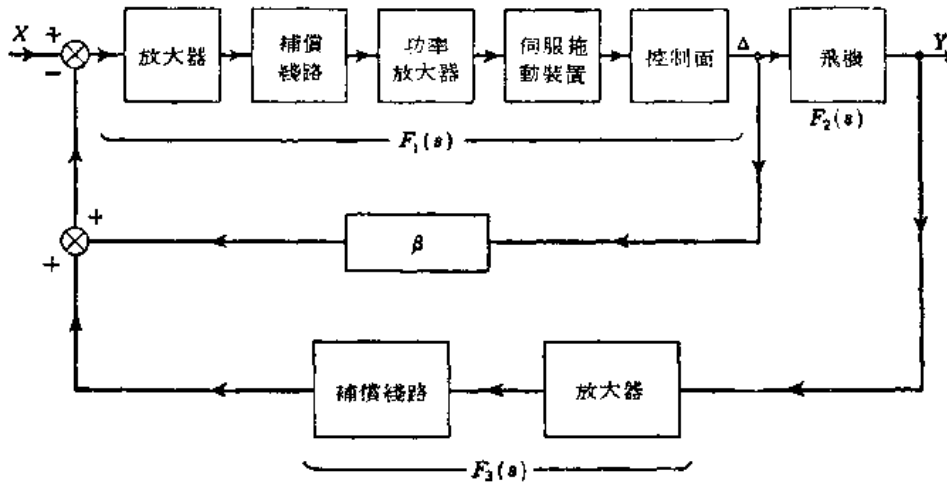 X
+
−
放大器
補償
綫路
功率
放大器
伺服拖
動裝置
控制面
Δ
飛機
Y
F₁(s)
F₂(s)
+
+
β
補償綫路
放大器
F₃(s)